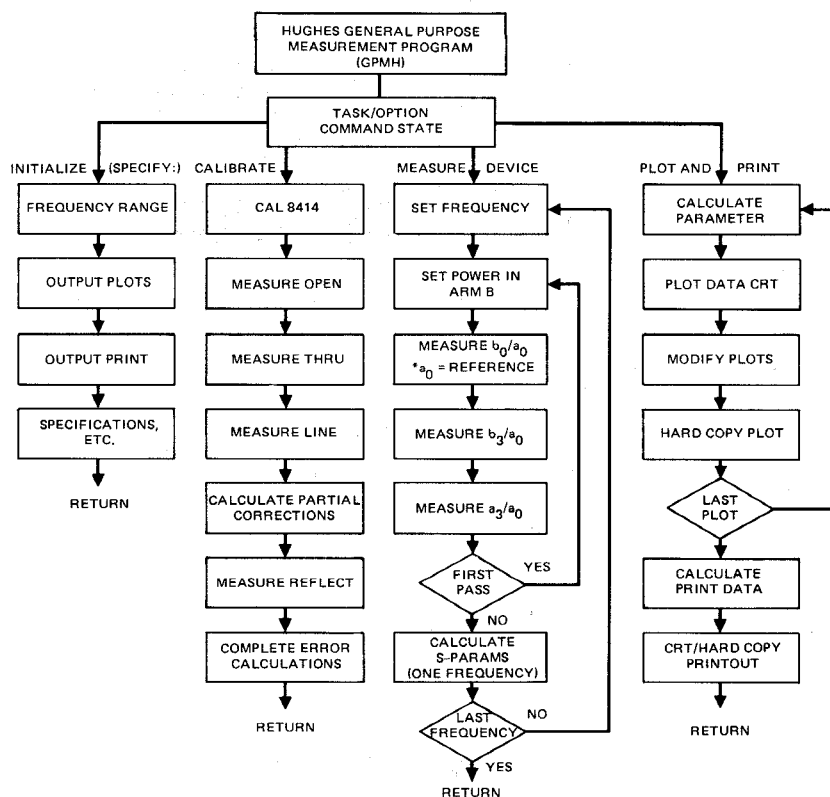 HUGHES GENERAL PURPOSE
MEASUREMENT PROGRAM
(GPMH)
TASK/OPTION
COMMAND STATE
INITIALIZE (SPECIFY:)
FREQUENCY RANGE
OUTPUT PLOTS
OUTPUT PRINT
SPECIFICATIONS,
ETC.
RETURN
CALIBRATE
CAL 8414
MEASURE OPEN
MEASURE THRU
MEASURE LINE
CALCULATE PARTIAL
CORRECTIONS
MEASURE REFLECT
COMPLETE ERROR
CALCULATIONS
RETURN
MEASURE DEVICE
SET FREQUENCY
SET POWER IN
ARM B
MEASURE b0/a0
*a0 = REFERENCE
MEASURE b3/a0
MEASURE a3/a0
FIRST
PASS
YES
NO
CALCULATE
S-PARAMS
(ONE FREQUENCY)
LAST
FREQUENCY
NO
YES
RETURN
PLOT AND PRINT
CALCULATE
PARAMETER
PLOT DATA CRT
MODIFY PLOTS
HARD COPY PLOT
LAST
PLOT
CALCULATE
PRINT DATA
CRT/HARD COPY
PRINTOUT
RETURN